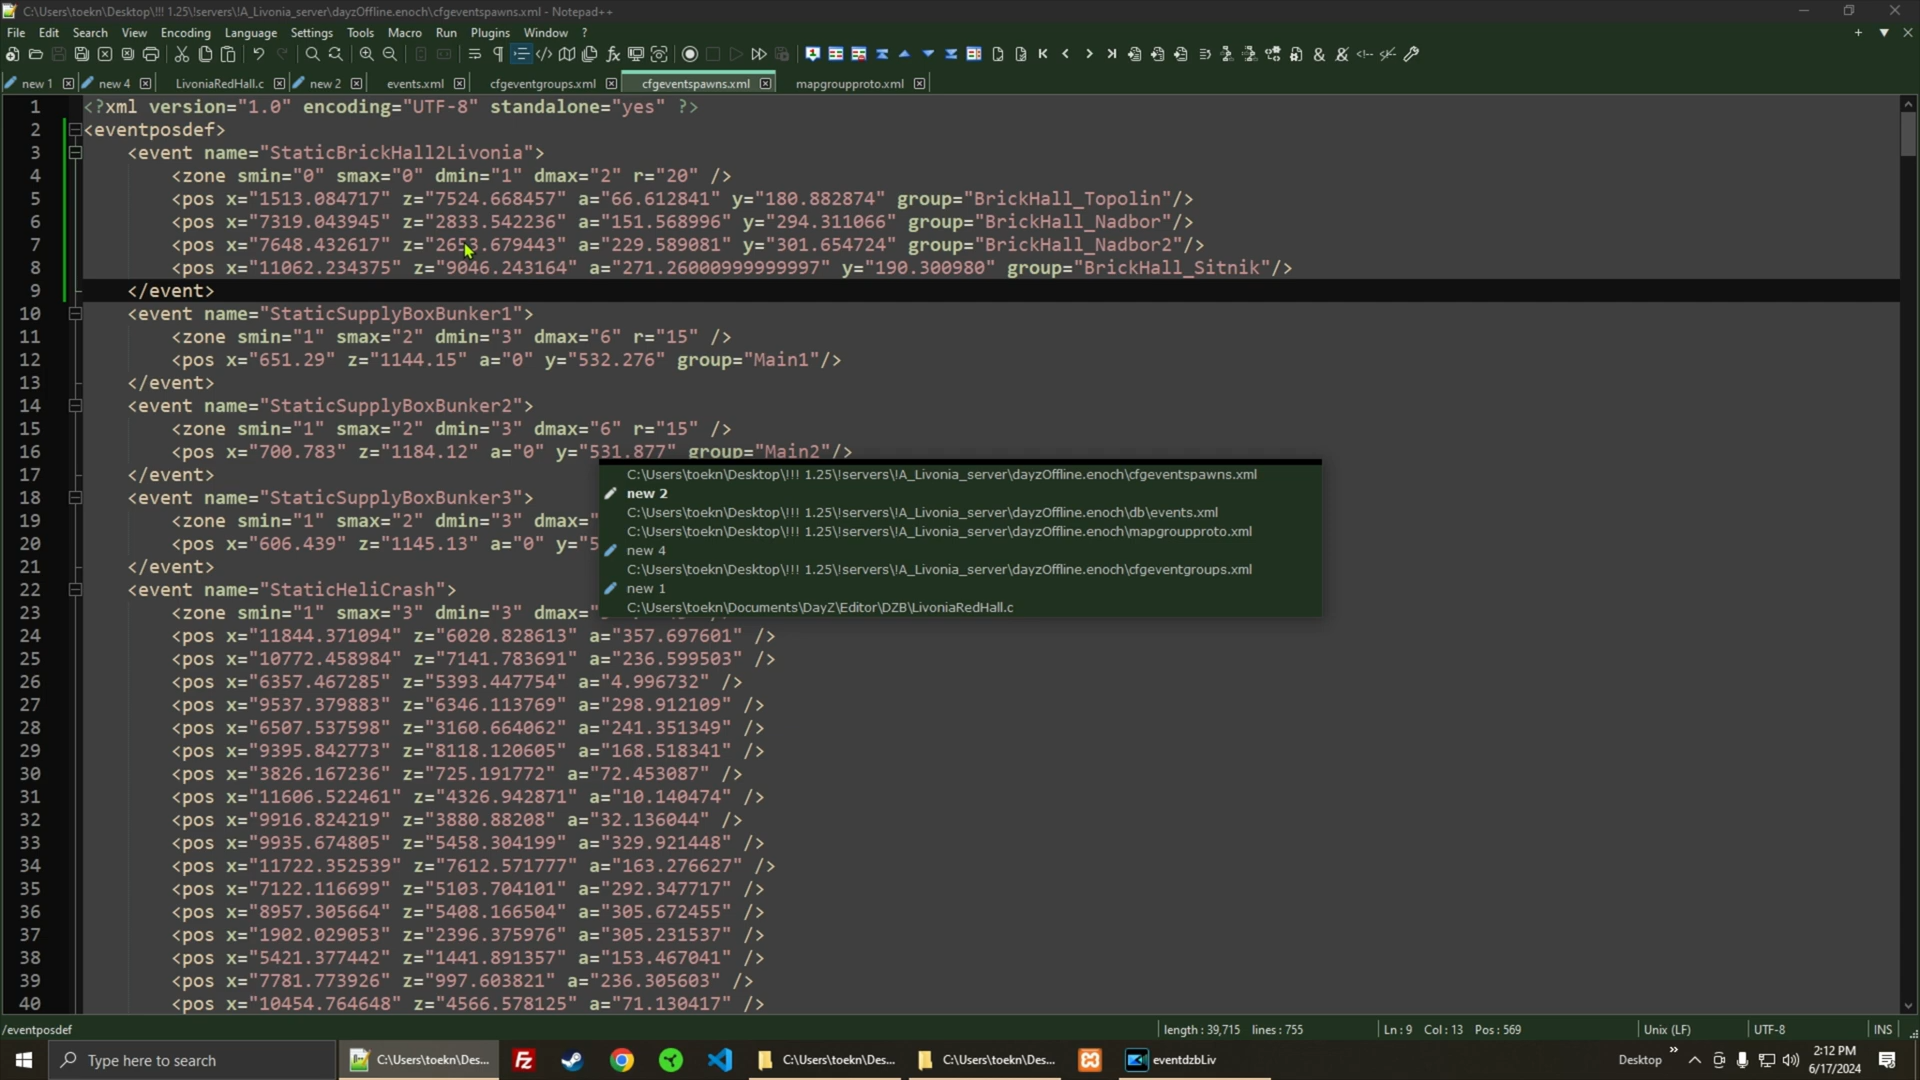 C:\Users\toekn\Desktop\!!! 1.25\!servers\!A_Livonia_server\dayzOffline.enoch\cfgeventspawns.xml - Notepad++
File Edit Search View Encoding Language Settings Tools Macro Run Plugins Window ?
new 1 new 4 LivoniaRedHall.c new 2 events.xml cfgeventgroups.xml cfgeventspawns.xml mapgroupproto.xml
1 <?xml version="1.0" encoding="UTF-8" standalone="yes" ?>
2 <eventposdef>
3 <event name="StaticBrickHall2Livonia">
4 <zone smin="0" smax="0" dmin="1" dmax="2" r="20" />
5 <pos x="1513.084717" z="7524.668457" a="66.612841" y="180.882874" group="BrickHall_Topolin"/>
6 <pos x="7319.043945" z="2833.542236" a="151.568996" y="294.311066" group="BrickHall_Nadbor"/>
7 <pos x="7648.432617" z="2653.679443" a="229.589081" y="301.654724" group="BrickHall_Nadbor2"/>
8 <pos x="11062.234375" z="9046.243164" a="271.26000999999997" y="190.300980" group="BrickHall_Sitnik"/>
9 </event>
10 <event name="StaticSupplyBoxBunker1">
11 <zone smin="1" smax="2" dmin="3" dmax="6" r="15" />
12 <pos x="651.29" z="1144.15" a="0" y="532.276" group="Main1"/>
13 </event>
14 <event name="StaticSupplyBoxBunker2">
15 <zone smin="1" smax="2" dmin="3" dmax="6" r="15" />
16 <pos x="700.783" z="1184.12" a="0" y="531.877" group="Main2"/>
17 </event>
18 <event name="StaticSupplyBoxBunker3">
19 <zone smin="1" smax="2" dmin="3" dmax=
20 <pos x="606.439" z="1145.13" a="0" y="5
21 </event>
22 <event name="StaticHeliCrash">
23 <zone smin="1" smax="3" dmin="3" dmax=
C:\Users\toekn\Desktop\!!! 1.25\!servers\!A_Livonia_server\dayzOffline.enoch\cfgeventspawns.xml
new 2
C:\Users\toekn\Desktop\!!! 1.25\!servers\!A_Livonia_server\dayzOffline.enoch\db\events.xml
C:\Users\toekn\Desktop\!!! 1.25\!servers\!A_Livonia_server\dayzOffline.enoch\mapgroupproto.xml
new 4
C:\Users\toekn\Desktop\!!! 1.25\!servers\!A_Livonia_server\dayzOffline.enoch\cfgeventgroups.xml
new 1
C:\Users\toekn\Documents\DayZ\Editor\DZB\LivoniaRedHall.c
24 <pos x="11844.371094" z="6020.828613" a="357.697601" />
25 <pos x="10772.458984" z="7141.783691" a="236.599503" />
26 <pos x="6357.467285" z="5393.447754" a="4.996732" />
27 <pos x="9537.379883" z="6346.113769" a="298.912109" />
28 <pos x="6507.537598" z="3160.664062" a="241.351349" />
29 <pos x="9395.842773" z="8118.120605" a="168.518341" />
30 <pos x="3826.167236" z="725.191772" a="72.453087" />
31 <pos x="11606.522461" z="4326.942871" a="10.140474" />
32 <pos x="9916.824219" z="3880.88208" a="32.136044" />
33 <pos x="9935.674805" z="5458.304199" a="329.921448" />
34 <pos x="11722.352539" z="7612.571777" a="163.276627" />
35 <pos x="7122.116699" z="5103.704101" a="292.347717" />
36 <pos x="8957.305664" z="5408.166504" a="305.672455" />
37 <pos x="1902.029053" z="2396.375976" a="305.231537" />
38 <pos x="5421.377442" z="1441.891357" a="153.467041" />
39 <pos x="7781.773926" z="997.603821" a="236.305603" />
40 <pos x="10454.764648" z="4566.578125" a="71.130417" />
/eventposdef length : 39,715 lines : 755 Ln : 9 Col : 13 Pos : 569 Unix (LF) UTF-8 INS
Type here to search C:\Users\toekn\Des... C:\Users\toekn\De... C:\Users\toekn\De... eventdzbLiv Desktop 2:12 PM
6/17/2024